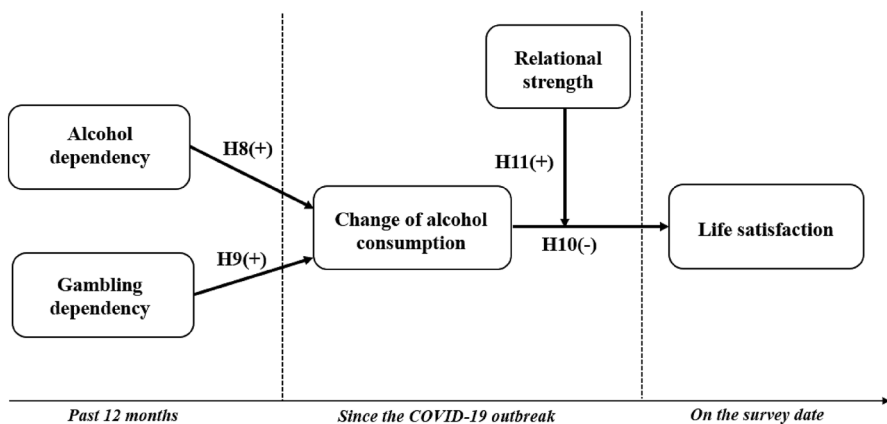 Relational
strength
Alcohol
dependency
H8(+)
H11(+)
Change of alcohol
consumption
H10(-)
Life satisfaction
H9(+)
Gambling
dependency
Past 12 months
Since the COVID-19 outbreak
On the survey date